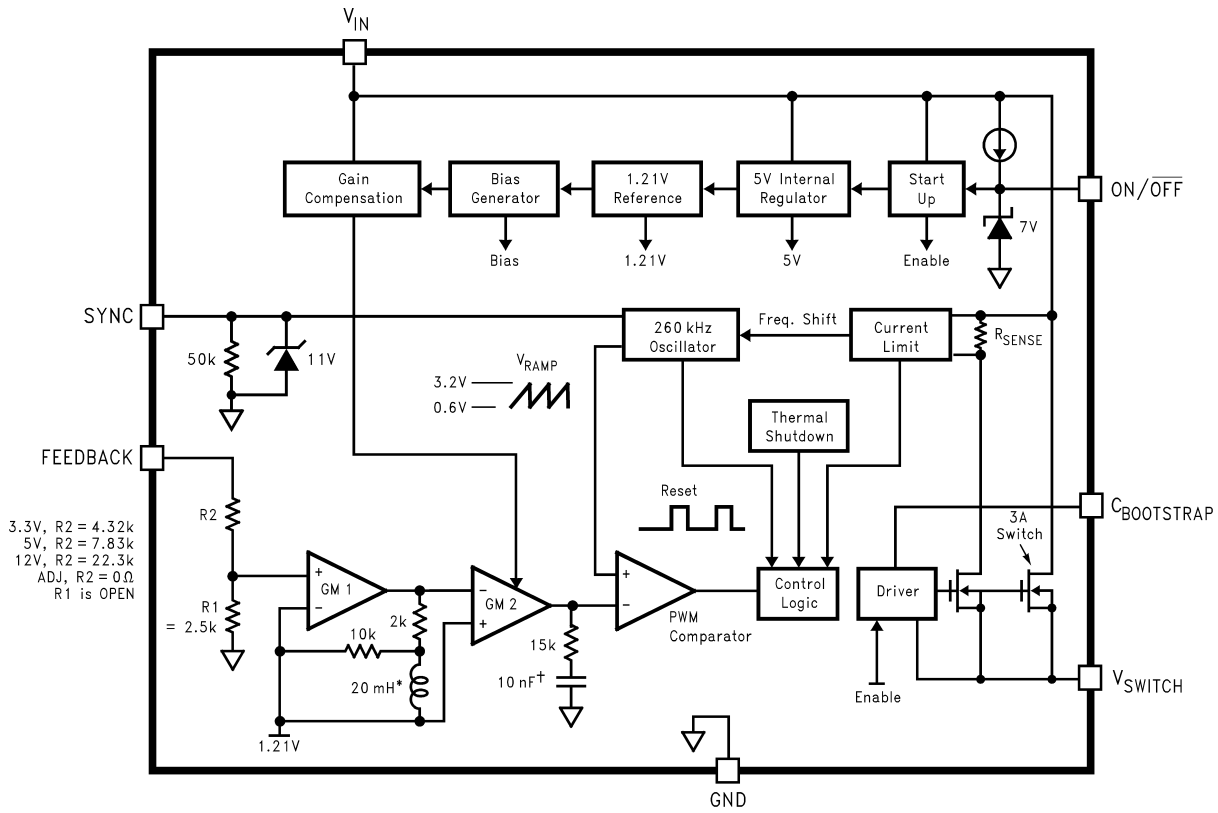 V_IN
Gain
Compensation
Bias
Generator
1.21V
Reference
5V Internal
Regulator
Start
Up
ON/OFF
7V
Bias
1.21V
5V
Enable
SYNC
50k
11V
260 kHz
Oscillator
Freq. Shift
Current
Limit
R_SENSE
V_RAMP
3.2V
0.6V
Thermal
Shutdown
FEEDBACK
Reset
C_BOOTSTRAP
R2
3.3V, R2 = 4.32k
5V, R2 = 7.83k
12V, R2 = 22.3k
ADJ, R2 = 0Ω
R1 is OPEN
3A
Switch
+
−
GM 1
−
+
GM 2
+
−
PWM
Comparator
Control
Logic
Driver
R1
= 2.5k
2k
10k
20 mH*
15k
10 nF†
1.21V
Enable
V_SWITCH
GND